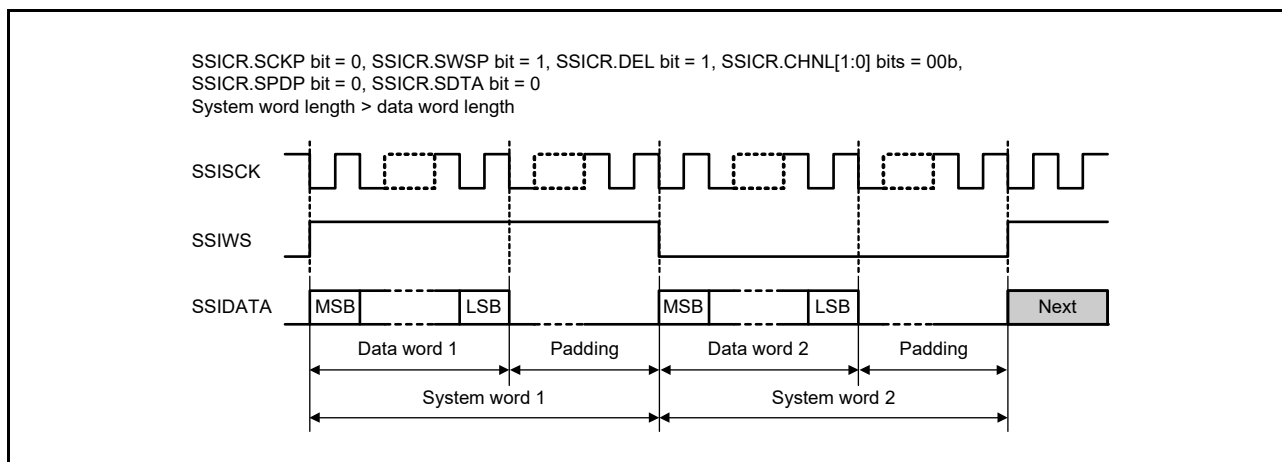 SSICR.SCKP bit = 0, SSICR.SWSP bit = 1, SSICR.DEL bit = 1, SSICR.CHNL[1:0] bits = 00b,
SSICR.SPDP bit = 0, SSICR.SDTA bit = 0
System word length > data word length
SSISCK
SSIWS
SSIDATA MSB LSB MSB LSB Next
Data word 1 Padding Data word 2 Padding
System word 1 System word 2